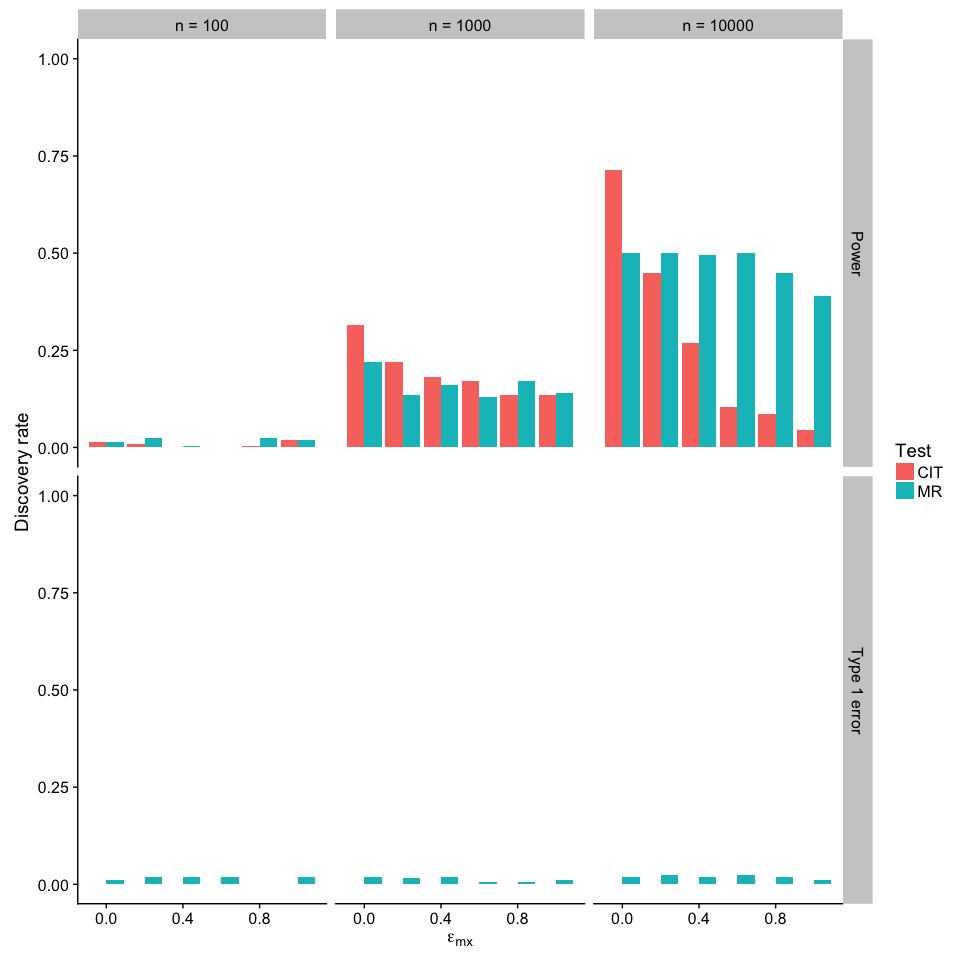 n = 100 n = 1000 n = 10000
1.00
0.75
0.50
0.25
0.00
Power
1.00
0.75
0.50
0.25
0.00
Type 1 error
Discovery rate
0.0 0.4 0.8 0.0 0.4 0.8 0.0 0.4 0.8
εmx
Test
CIT
MR